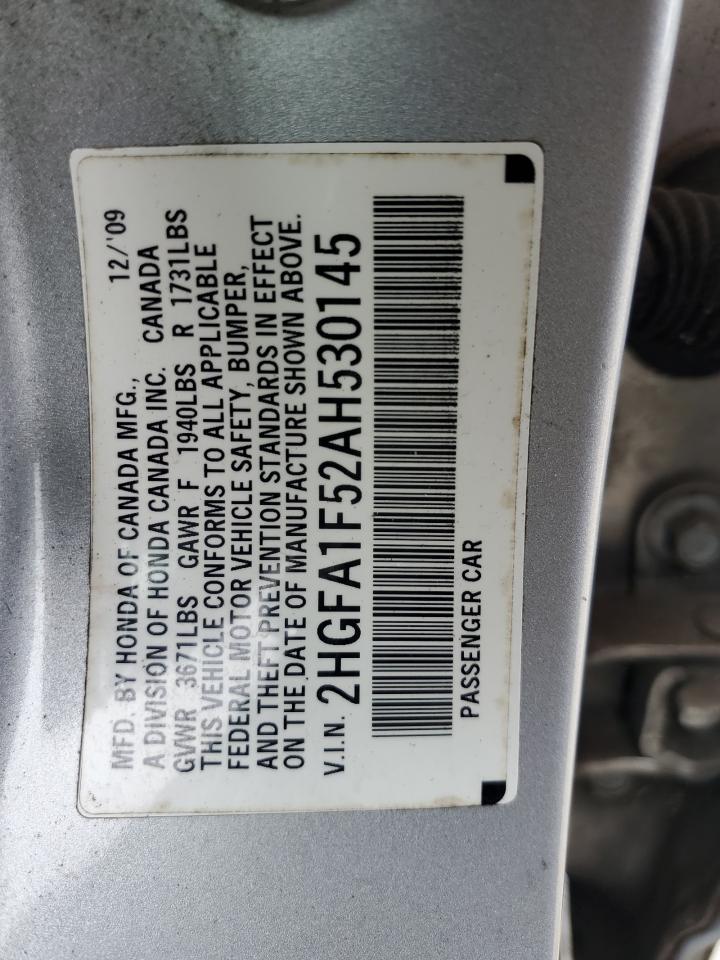 MFD. BY HONDA OF CANADA MFG., 12/'09
A DIVISION OF HONDA CANADA INC. CANADA
GVWR 3671LBS GAWR F 1940LBS R 1731LBS
THIS VEHICLE CONFORMS TO ALL APPLICABLE
FEDERAL MOTOR VEHICLE SAFETY, BUMPER,
AND THEFT PREVENTION STANDARDS IN EFFECT
ON THE DATE OF MANUFACTURE SHOWN ABOVE.
V.I.N. 2HGFA1F52AH530145
PASSENGER CAR